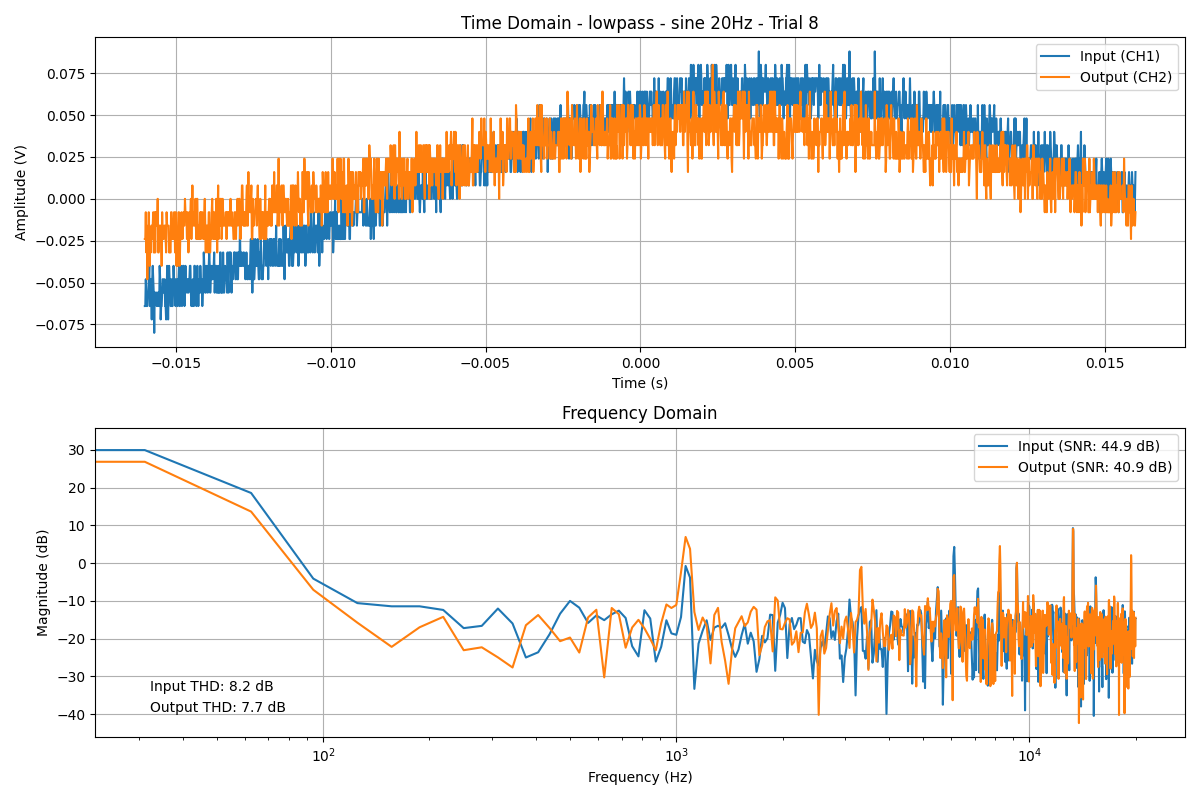 Time Domain - lowpass - sine 20Hz - Trial 8
Input (CH1)
Output (CH2)
Amplitude (V)
0.075
0.050
0.025
0.000
−0.025
−0.050
−0.075
−0.015
−0.010
−0.005
0.000
0.005
0.010
0.015
Time (s)
Frequency Domain
Input (SNR: 44.9 dB)
Output (SNR: 40.9 dB)
Magnitude (dB)
30
20
10
0
−10
−20
−30
−40
Input THD: 8.2 dB
Output THD: 7.7 dB
10²
10³
10⁴
Frequency (Hz)